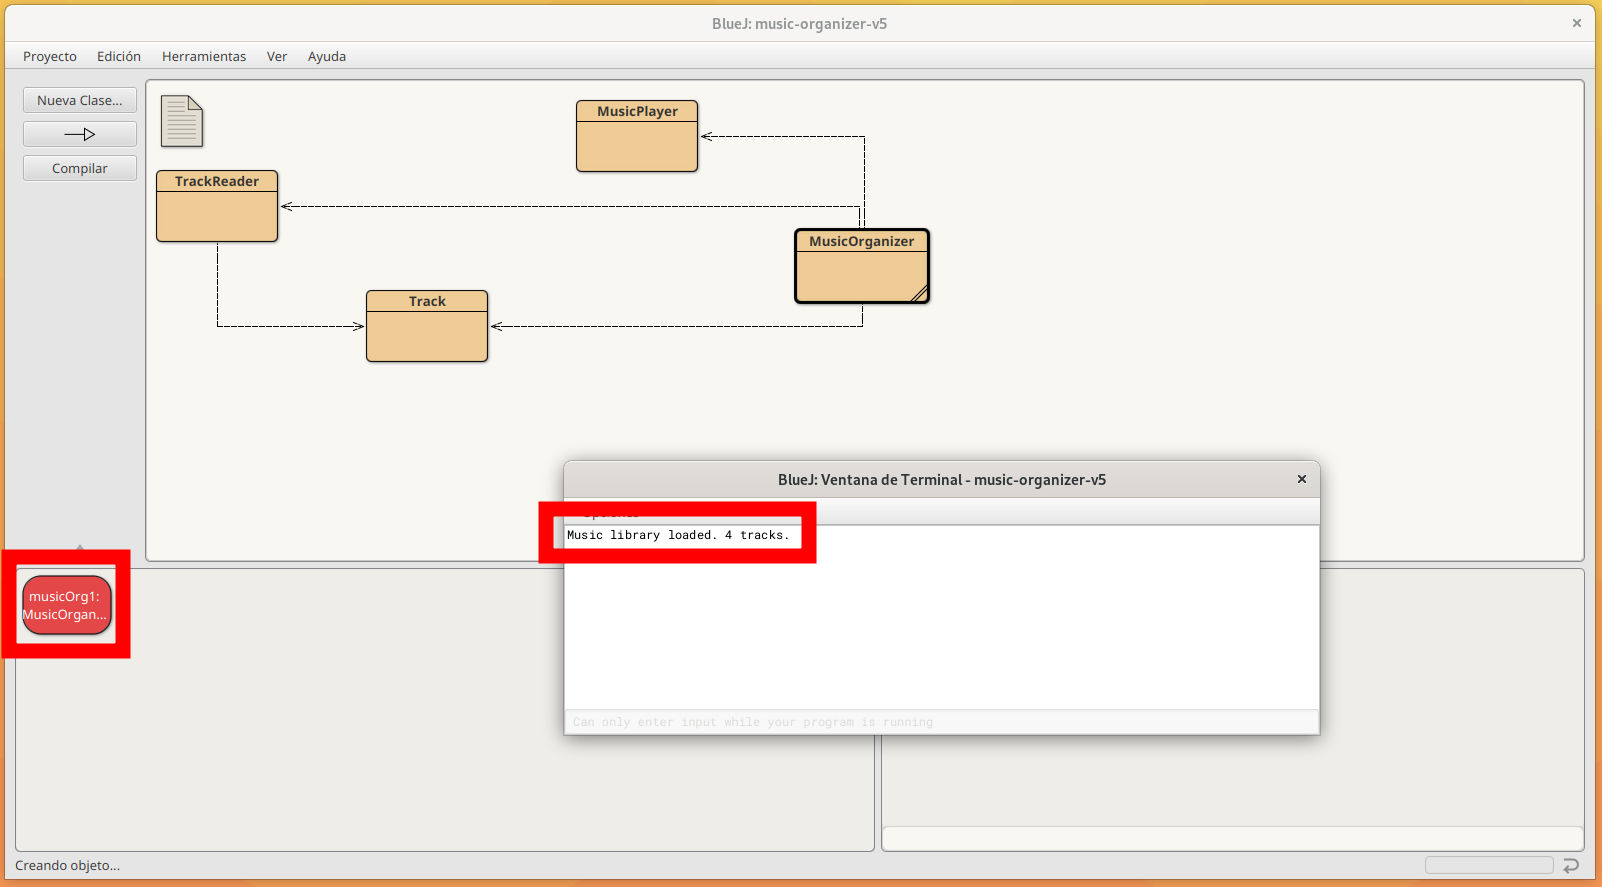 BlueJ: music-organizer-v5
Proyecto Edición Herramientas Ver Ayuda
Nueva Clase...
Compilar
MusicPlayer
TrackReader
MusicOrganizer
Track
BlueJ: Ventana de Terminal - music-organizer-v5
Music library loaded. 4 tracks.
Can only enter input while your program is running
musicOrg1:
MusicOrgan...
Creando objeto...